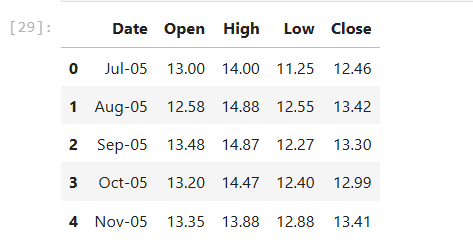 [29]:
Date Open High Low Close
0 Jul-05 13.00 14.00 11.25 12.46
1 Aug-05 12.58 14.88 12.55 13.42
2 Sep-05 13.48 14.87 12.27 13.30
3 Oct-05 13.20 14.47 12.40 12.99
4 Nov-05 13.35 13.88 12.88 13.41